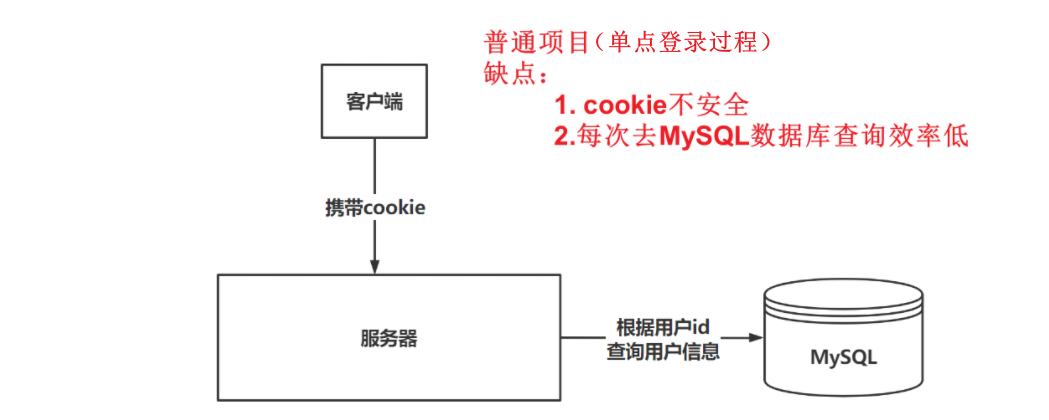 普通项目（单点登录过程）
缺点：
1. cookie不安全
2.每次去MySQL数据库查询效率低
客户端
携带cookie
服务器
根据用户id
查询用户信息
MySQL